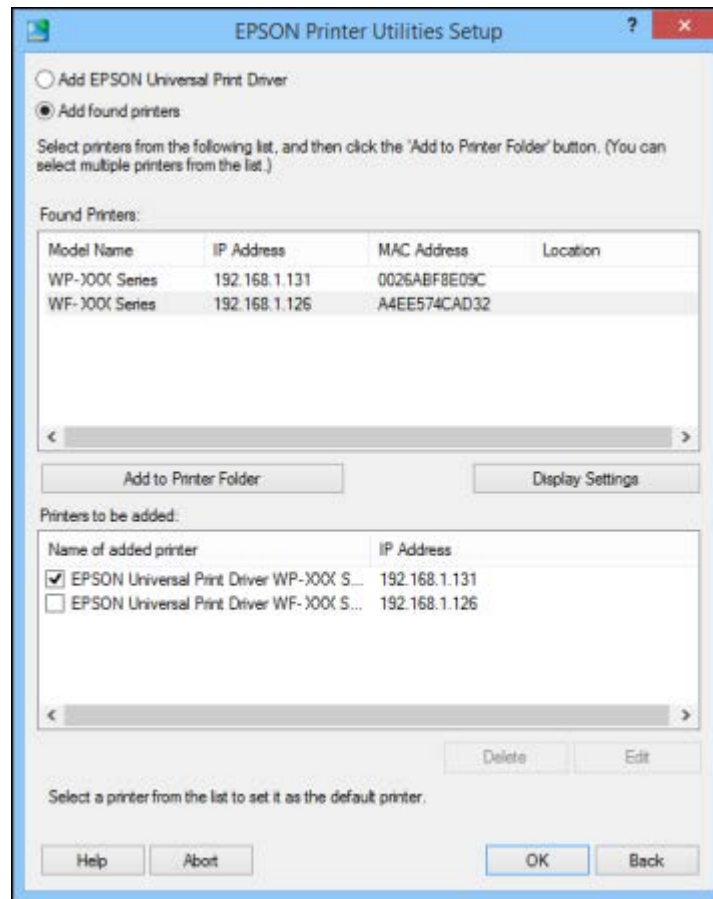 EPSON Printer Utilities Setup
?
Add EPSON Universal Print Driver
Add found printers
Select printers from the following list, and then click the 'Add to Printer Folder' button. (You can
select multiple printers from the list.)
Found Printers:
Model Name IP Address MAC Address Location
WP-XXX Series 192.168.1.131 0026ABF8E09C
WF-XXX Series 192.168.1.126 A4EE574CAD32
Add to Printer Folder Display Settings
Printers to be added:
Name of added printer IP Address
EPSON Universal Print Driver WP-XXX S... 192.168.1.131
EPSON Universal Print Driver WF-XXX S... 192.168.1.126
Delete Edit
Select a printer from the list to set it as the default printer.
Help Abort OK Back